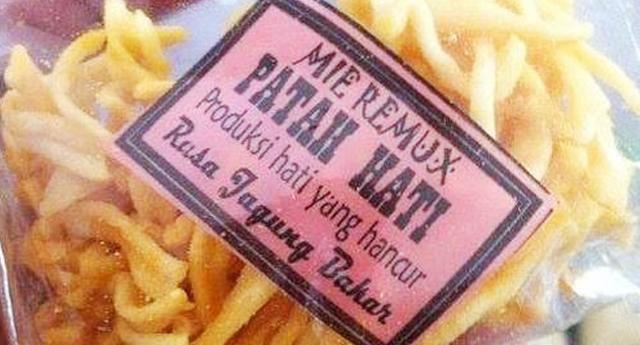 MIE REMUX
PATAH HATI
Produksi hati yang hancur
Rasa Jagung Bakar